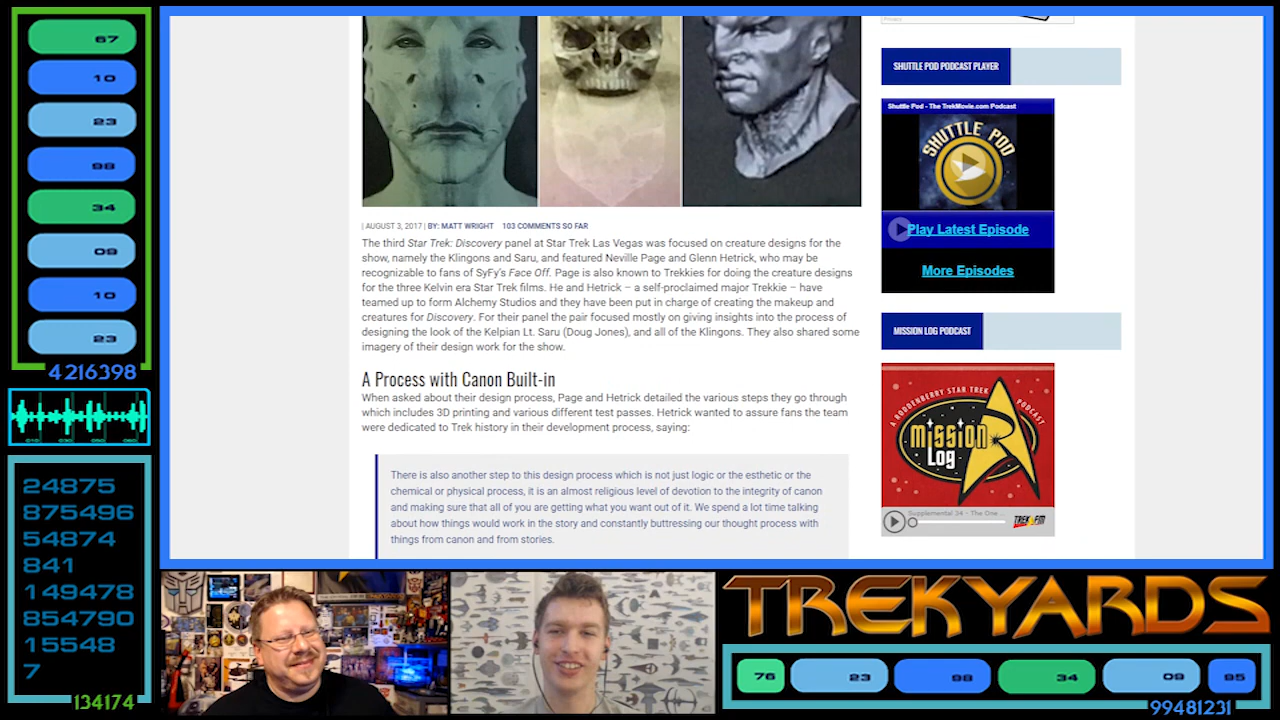 67
10
23
98
34
09
10
23
4216398
24875
875496
54874
841
149478
854790
15548
7
134174
| AUGUST 3, 2017 | BY: MATT WRIGHT 103 COMMENTS SO FAR
The third Star Trek: Discovery panel at Star Trek Las Vegas was focused on creature designs for the
show, namely the Klingons and Saru, and featured Neville Page and Glenn Hetrick, who may be
recognizable to fans of SyFy's Face Off. Page is also known to Trekkies for doing the creature designs
for the three Kelvin era Star Trek films. He and Hetrick – a self-proclaimed major Trekkie – have
teamed up to form Alchemy Studios and they have been put in charge of creating the makeup and
creatures for Discovery. For their panel the pair focused mostly on giving insights into the process of
designing the look of the Kelpian Lt. Saru (Doug Jones), and all of the Klingons. They also shared some
imagery of their design work for the show.
A Process with Canon Built-in
When asked about their design process, Page and Hetrick detailed the various steps they go through
which includes 3D printing and various different test passes. Hetrick wanted to assure fans the team
were dedicated to Trek history in their development process, saying:
There is also another step to this design process which is not just logic or the esthetic or the
chemical or physical process, it is an almost religious level of devotion to the integrity of canon
and making sure that all of you are getting what you want out of it. We spend a lot time talking
about how things would work in the story and constantly buttressing our thought process with
things from canon and from stories.
Privacy
SHUTTLE POD PODCAST PLAYER
Shuttle Pod - The TrekMovie.com Podcast
SHUTTLE POD
Play Latest Episode
More Episodes
MISSION LOG PODCAST
A RODDENBERRY STAR TREK PODCAST
mission
Log
Supplemental 34 - The One ...
TREK.FM
TREKYARDS
76 23 98 34 09 95
99481231